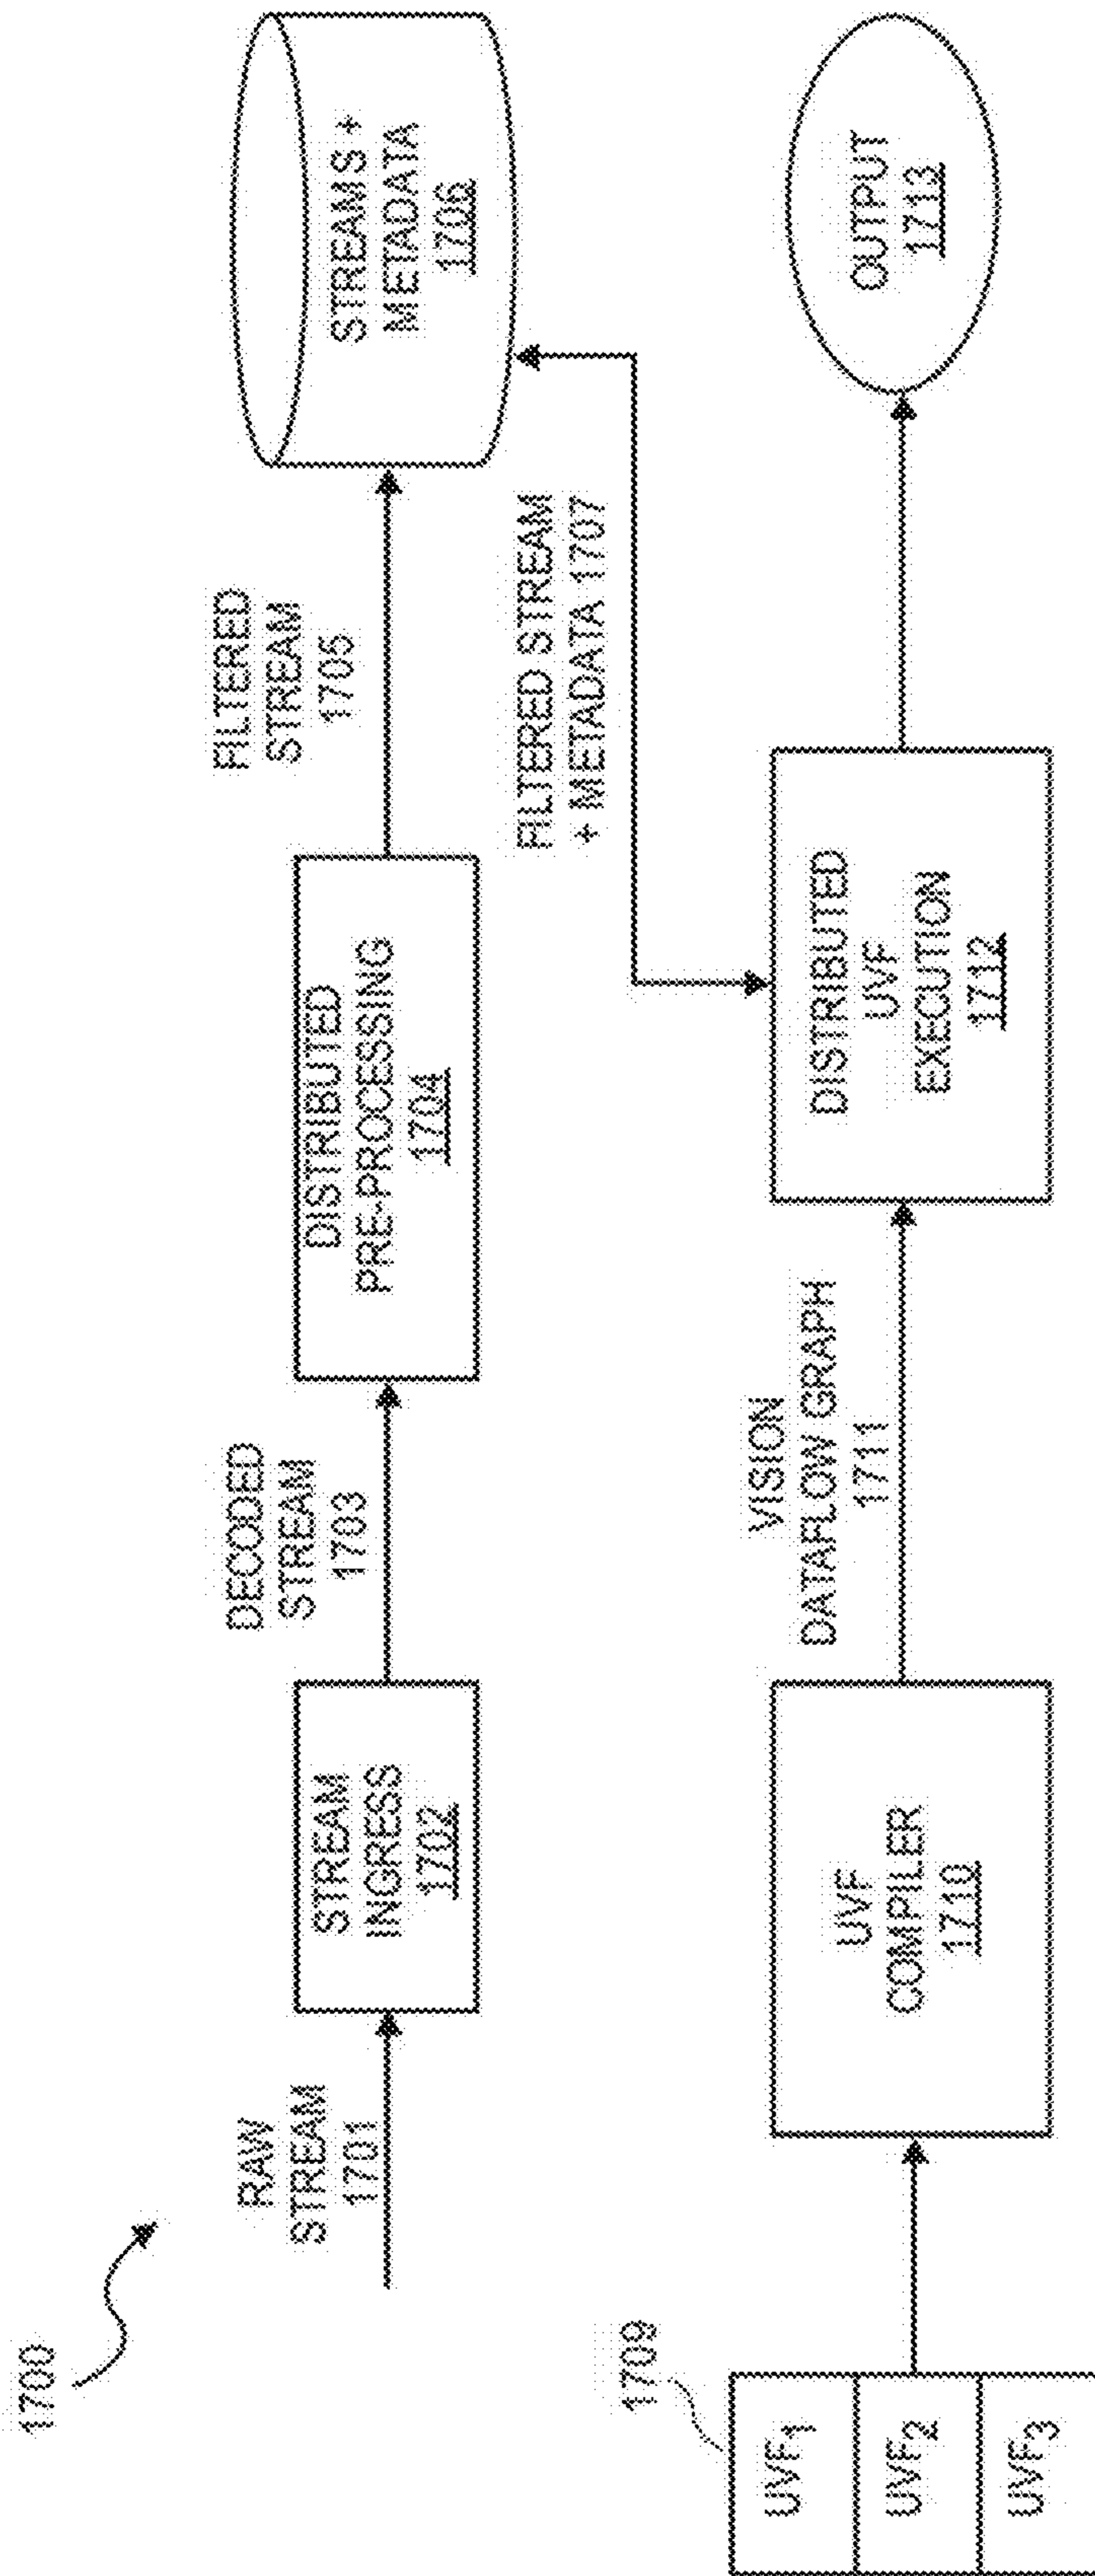 1700
RAW
STREAM
1701
STREAM
INGRESS
1702
DECODED
STREAM
1703
DISTRIBUTED
PRE-PROCESSING
1704
FILTERED
STREAM
1705
STREAMS +
METADATA
1706
FILTERED STREAM
+ METADATA 1707
1709
UVF1
UVF2
UVF3
UVF
COMPILER
1710
VISION
DATAFLOW GRAPH
1711
DISTRIBUTED
UVF
EXECUTION
1712
OUTPUT
1713